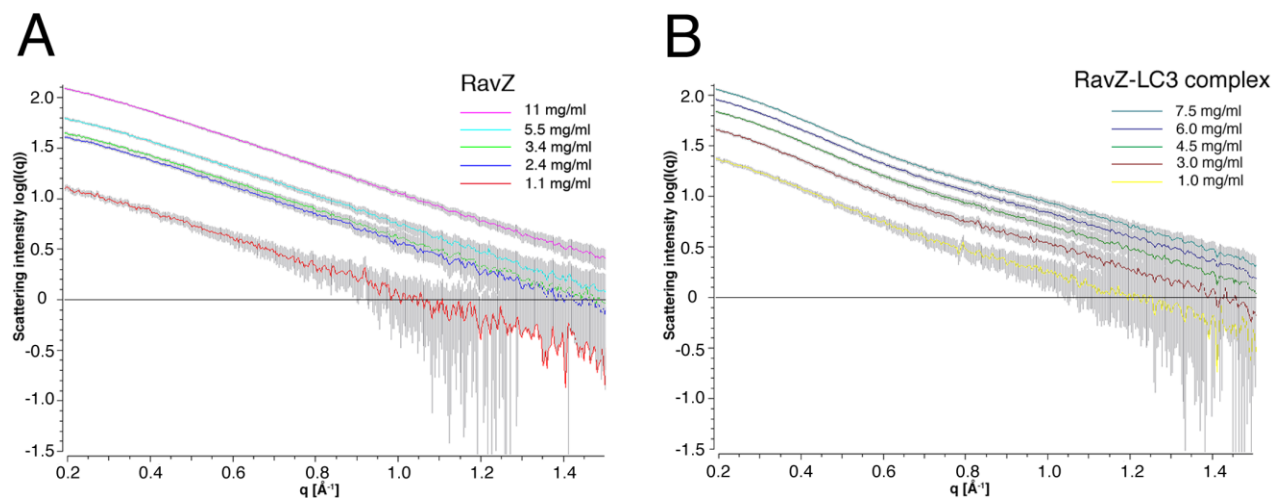 A
RavZ
11 mg/ml
5.5 mg/ml
3.4 mg/ml
2.4 mg/ml
1.1 mg/ml
Scattering intensity log(I(q))
2.0
1.5
1.0
0.5
0
-0.5
-1.0
-1.5
0.2 0.4 0.6 0.8 1.0 1.2 1.4
q [Å⁻¹]
B
RavZ-LC3 complex
7.5 mg/ml
6.0 mg/ml
4.5 mg/ml
3.0 mg/ml
1.0 mg/ml
Scattering intensity log(I(q))
2.0
1.5
1.0
0.5
0
-0.5
-1.0
-1.5
0.2 0.4 0.6 0.8 1.0 1.2 1.4
q [Å⁻¹]